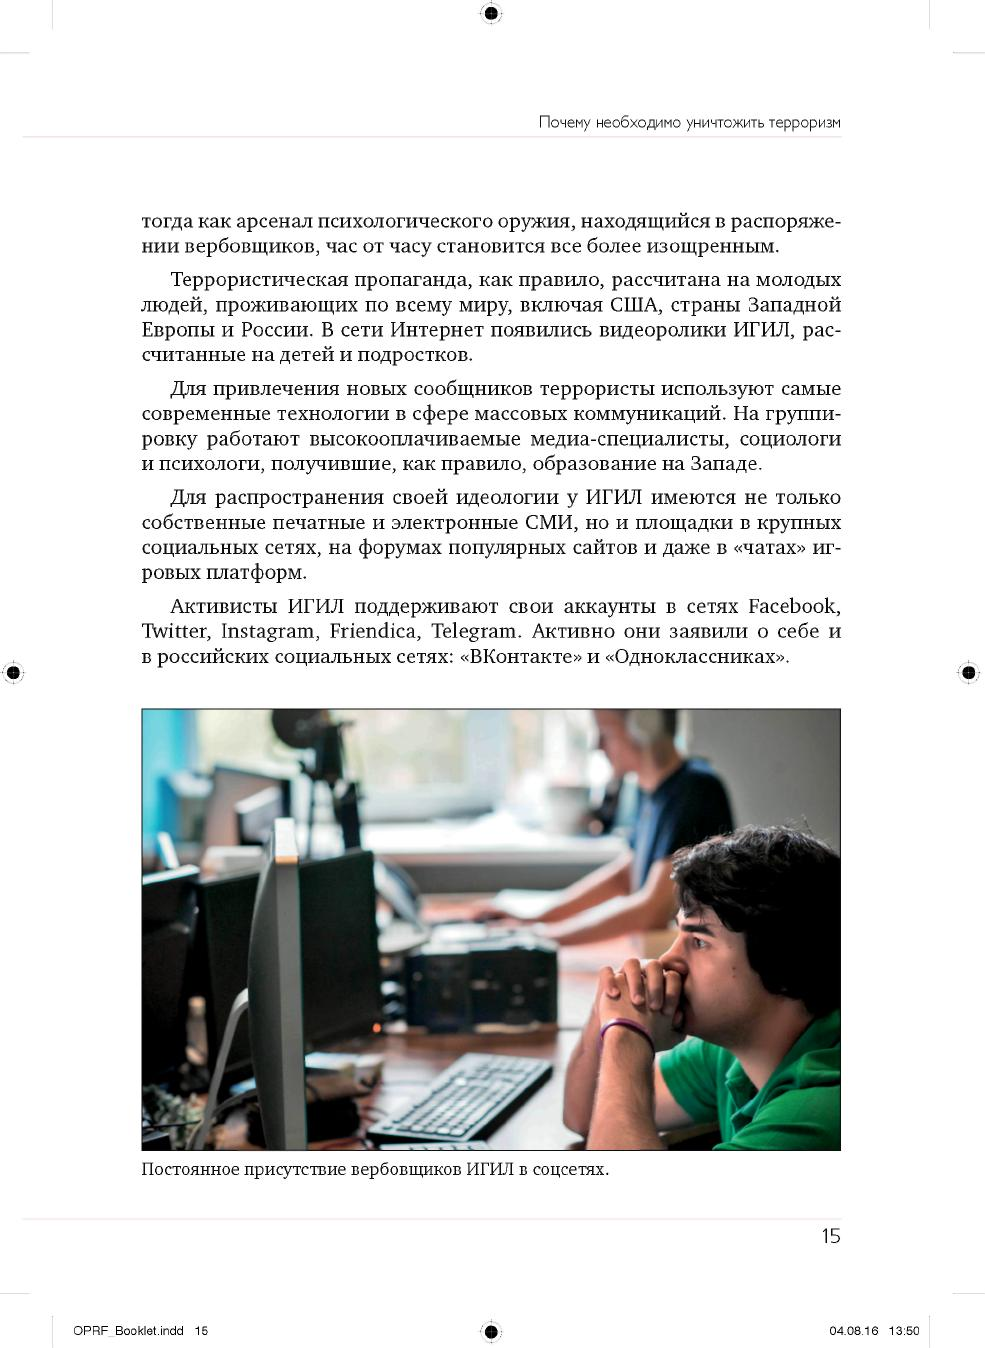 Почему необходимо уничтожить терроризм
тогда как арсенал психологического оружия, находящийся в распоряже-
нии вербовщиков, час от часу становится все более изощренным.
Террористическая пропаганда, как правило, рассчитана на молодых
людей, проживающих по всему миру, включая США, страны Западной
Европы и России. В сети Интернет появились видеоролики ИГИЛ, рас-
считанные на детей и подростков.
Для привлечения новых сообщников террористы используют самые
современные технологии в сфере массовых коммуникаций. На группи-
ровку работают высокооплачиваемые медиа-специалисты, социологи
и психологи, получившие, как правило, образование на Западе.
Для распространения своей идеологии у ИГИЛ имеются не только
собственные печатные и электронные СМИ, но и площадки в крупных
социальных сетях, на форумах популярных сайтов и даже в «чатах» иг-
ровых платформ.
Активисты ИГИЛ поддерживают свои аккаунты в сетях Facebook,
Twitter, Instagram, Friendica, Telegram. Активно они заявили о себе и
в российских социальных сетях: «ВКонтакте» и «Одноклассниках».
Постоянное присутствие вербовщиков ИГИЛ в соцсетях.
15
OPRF_Booklet.indd 15
04.08.16 13:50